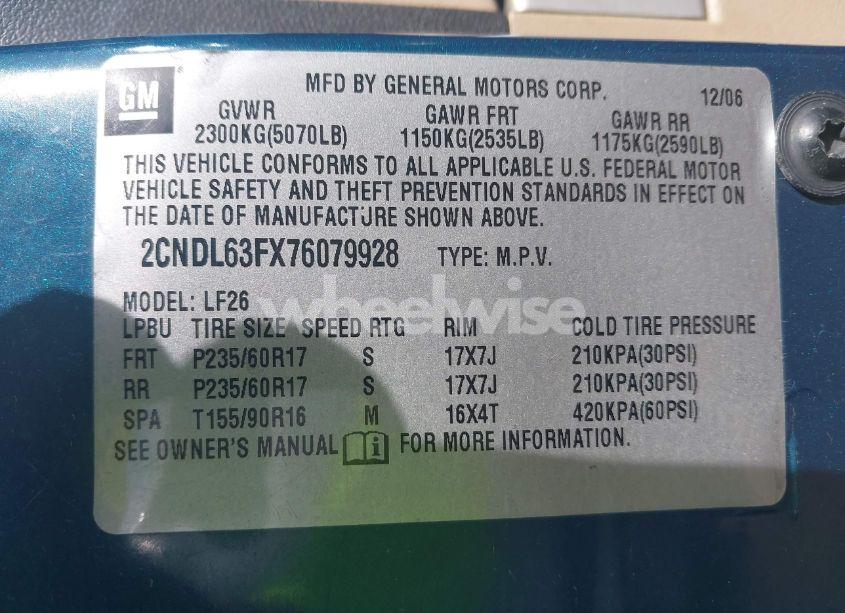 GM
MFD BY GENERAL MOTORS CORP. 12/06
GVWR GAWR FRT GAWR RR
2300KG(5070LB) 1150KG(2535LB) 1175KG(2590LB)
THIS VEHICLE CONFORMS TO ALL APPLICABLE U.S. FEDERAL MOTOR
VEHICLE SAFETY AND THEFT PREVENTION STANDARDS IN EFFECT ON
THE DATE OF MANUFACTURE SHOWN ABOVE.
2CNDL63FX76079928 TYPE: M.P.V.
MODEL: LF26
wheelwise
LPBU TIRE SIZE SPEED RTG RIM COLD TIRE PRESSURE
FRT P235/60R17 S 17X7J 210KPA(30PSI)
RR P235/60R17 S 17X7J 210KPA(30PSI)
SPA T155/90R16 M 16X4T 420KPA(60PSI)
SEE OWNER'S MANUAL i FOR MORE INFORMATION.